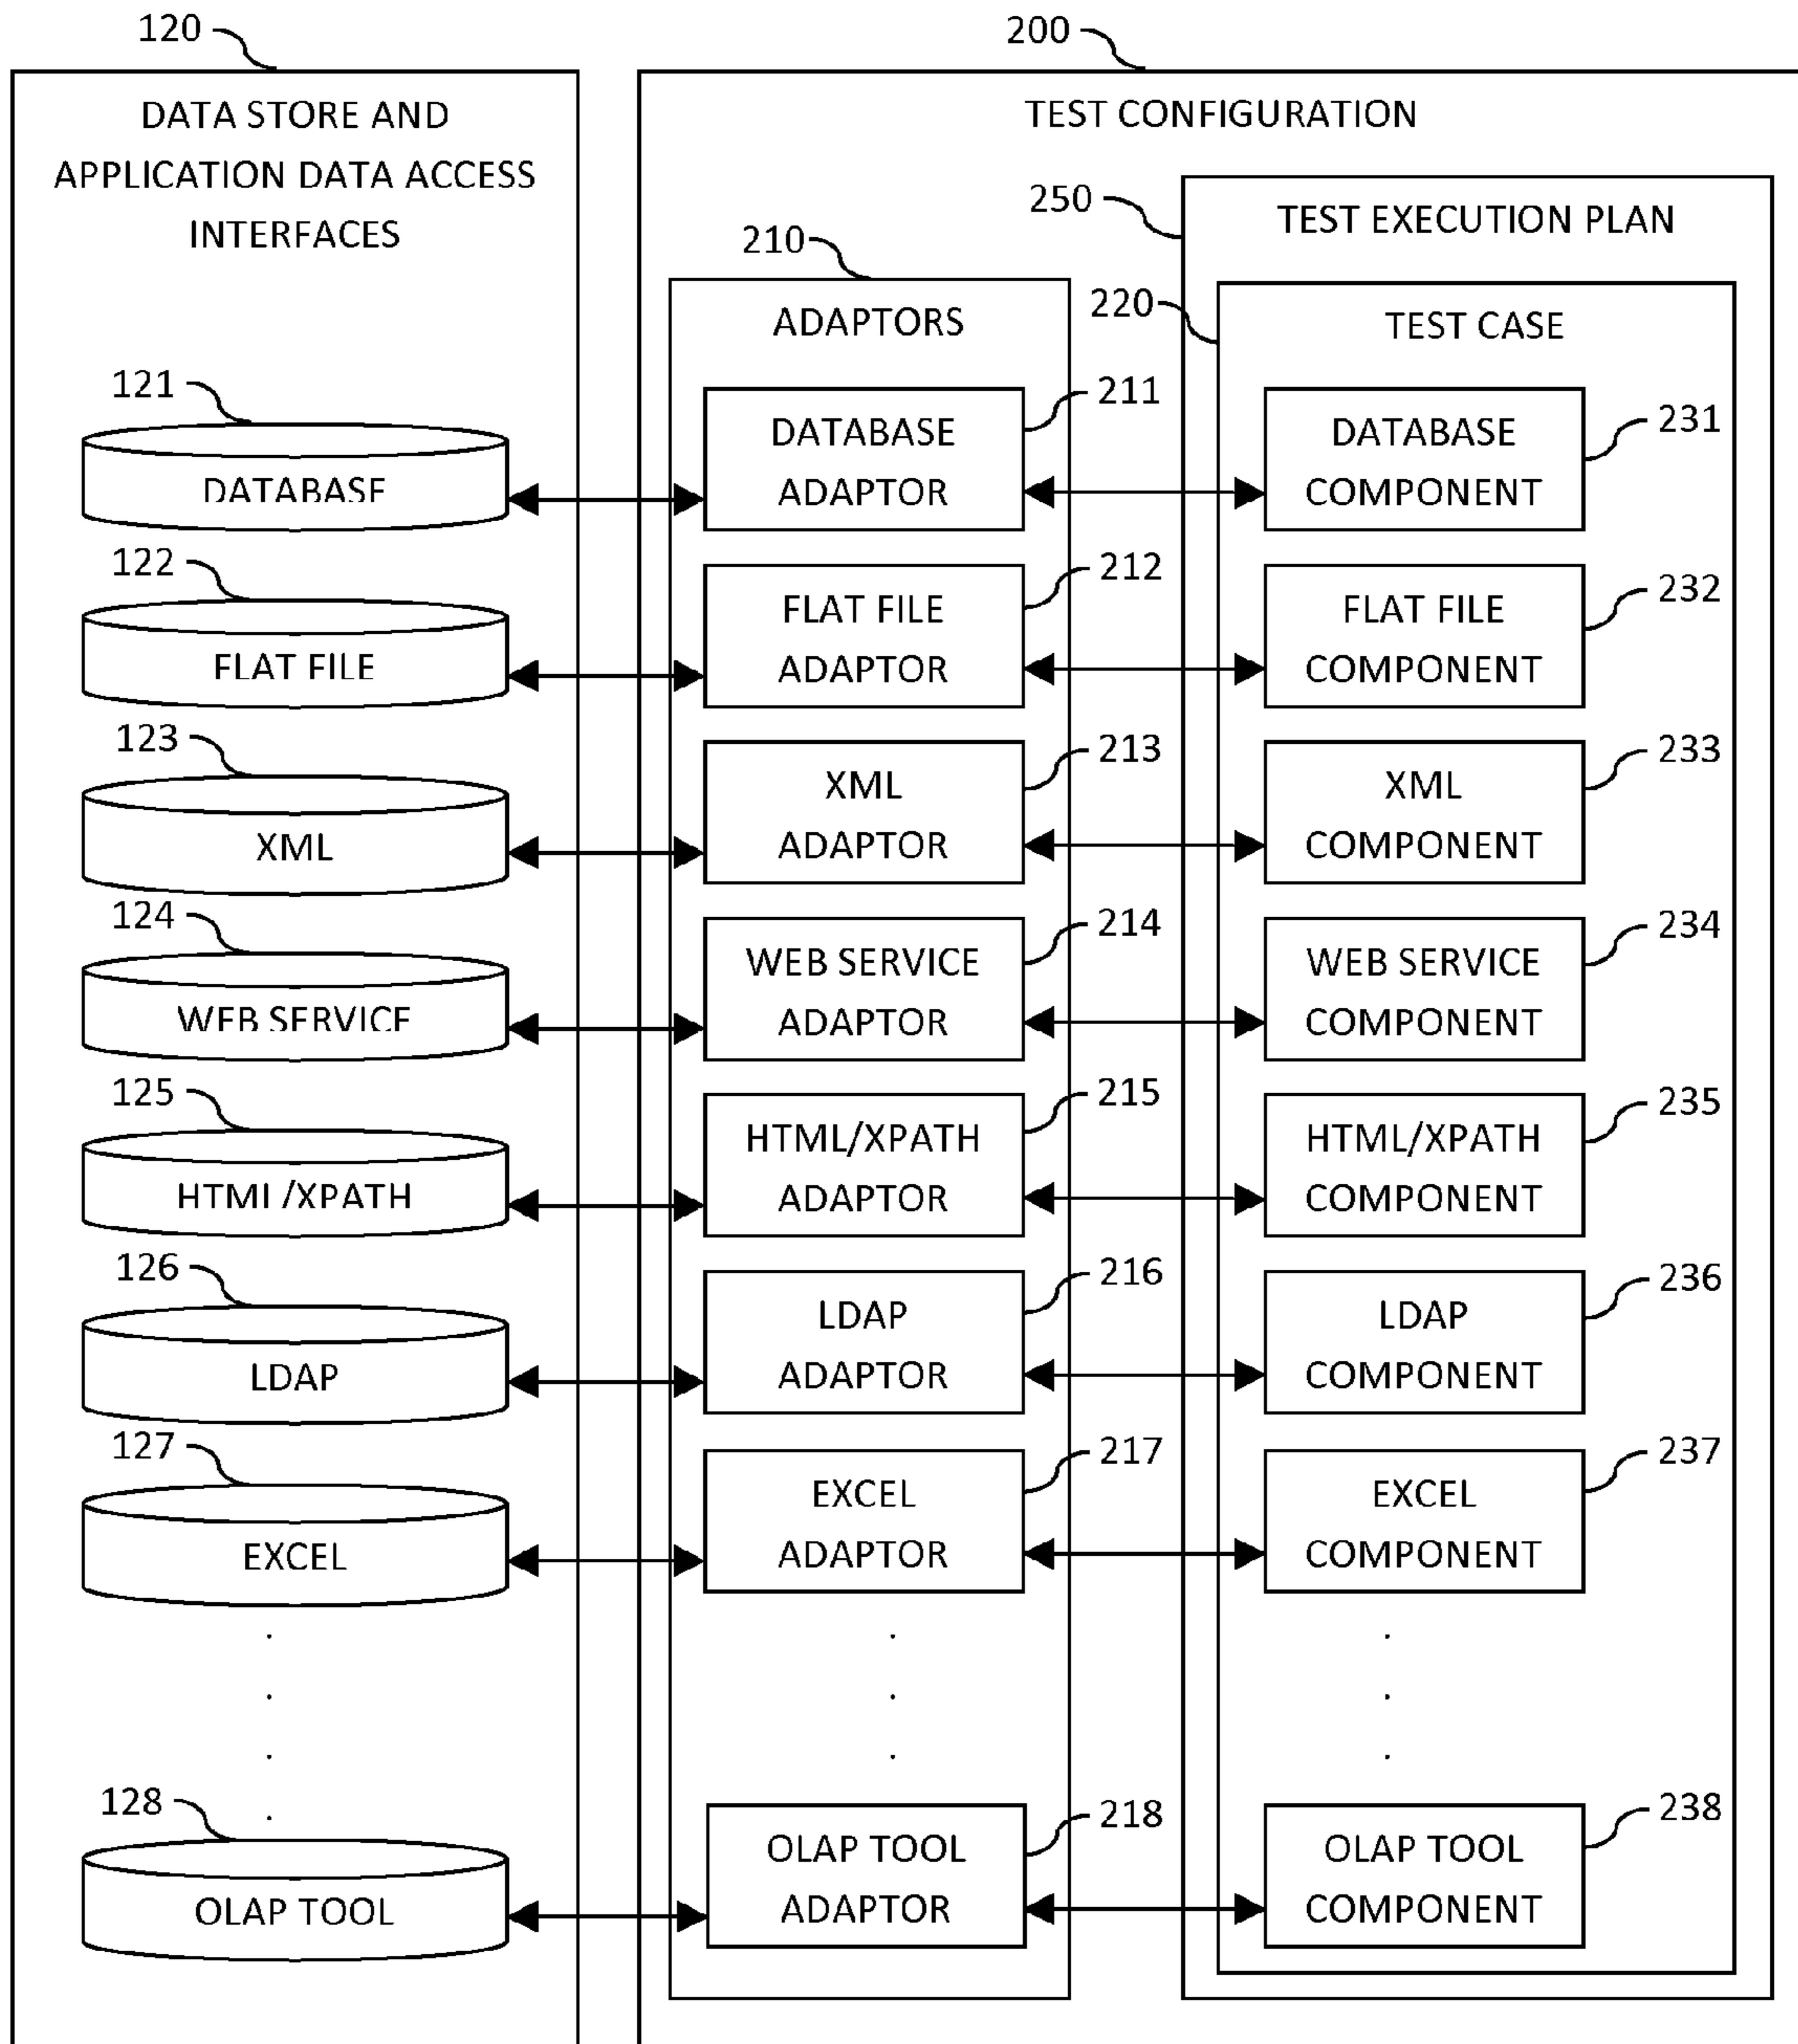 120
200
DATA STORE AND
APPLICATION DATA ACCESS
INTERFACES
TEST CONFIGURATION
250
TEST EXECUTION PLAN
210
ADAPTORS
220
TEST CASE
121
DATABASE
211
DATABASE
ADAPTOR
231
DATABASE
COMPONENT
122
FLAT FILE
212
FLAT FILE
ADAPTOR
232
FLAT FILE
COMPONENT
123
XML
213
XML
ADAPTOR
233
XML
COMPONENT
124
WEB SERVICE
214
WEB SERVICE
ADAPTOR
234
WEB SERVICE
COMPONENT
125
HTML/XPATH
215
HTML/XPATH
ADAPTOR
235
HTML/XPATH
COMPONENT
126
LDAP
216
LDAP
ADAPTOR
236
LDAP
COMPONENT
127
EXCEL
217
EXCEL
ADAPTOR
237
EXCEL
COMPONENT
128
OLAP TOOL
218
OLAP TOOL
ADAPTOR
238
OLAP TOOL
COMPONENT